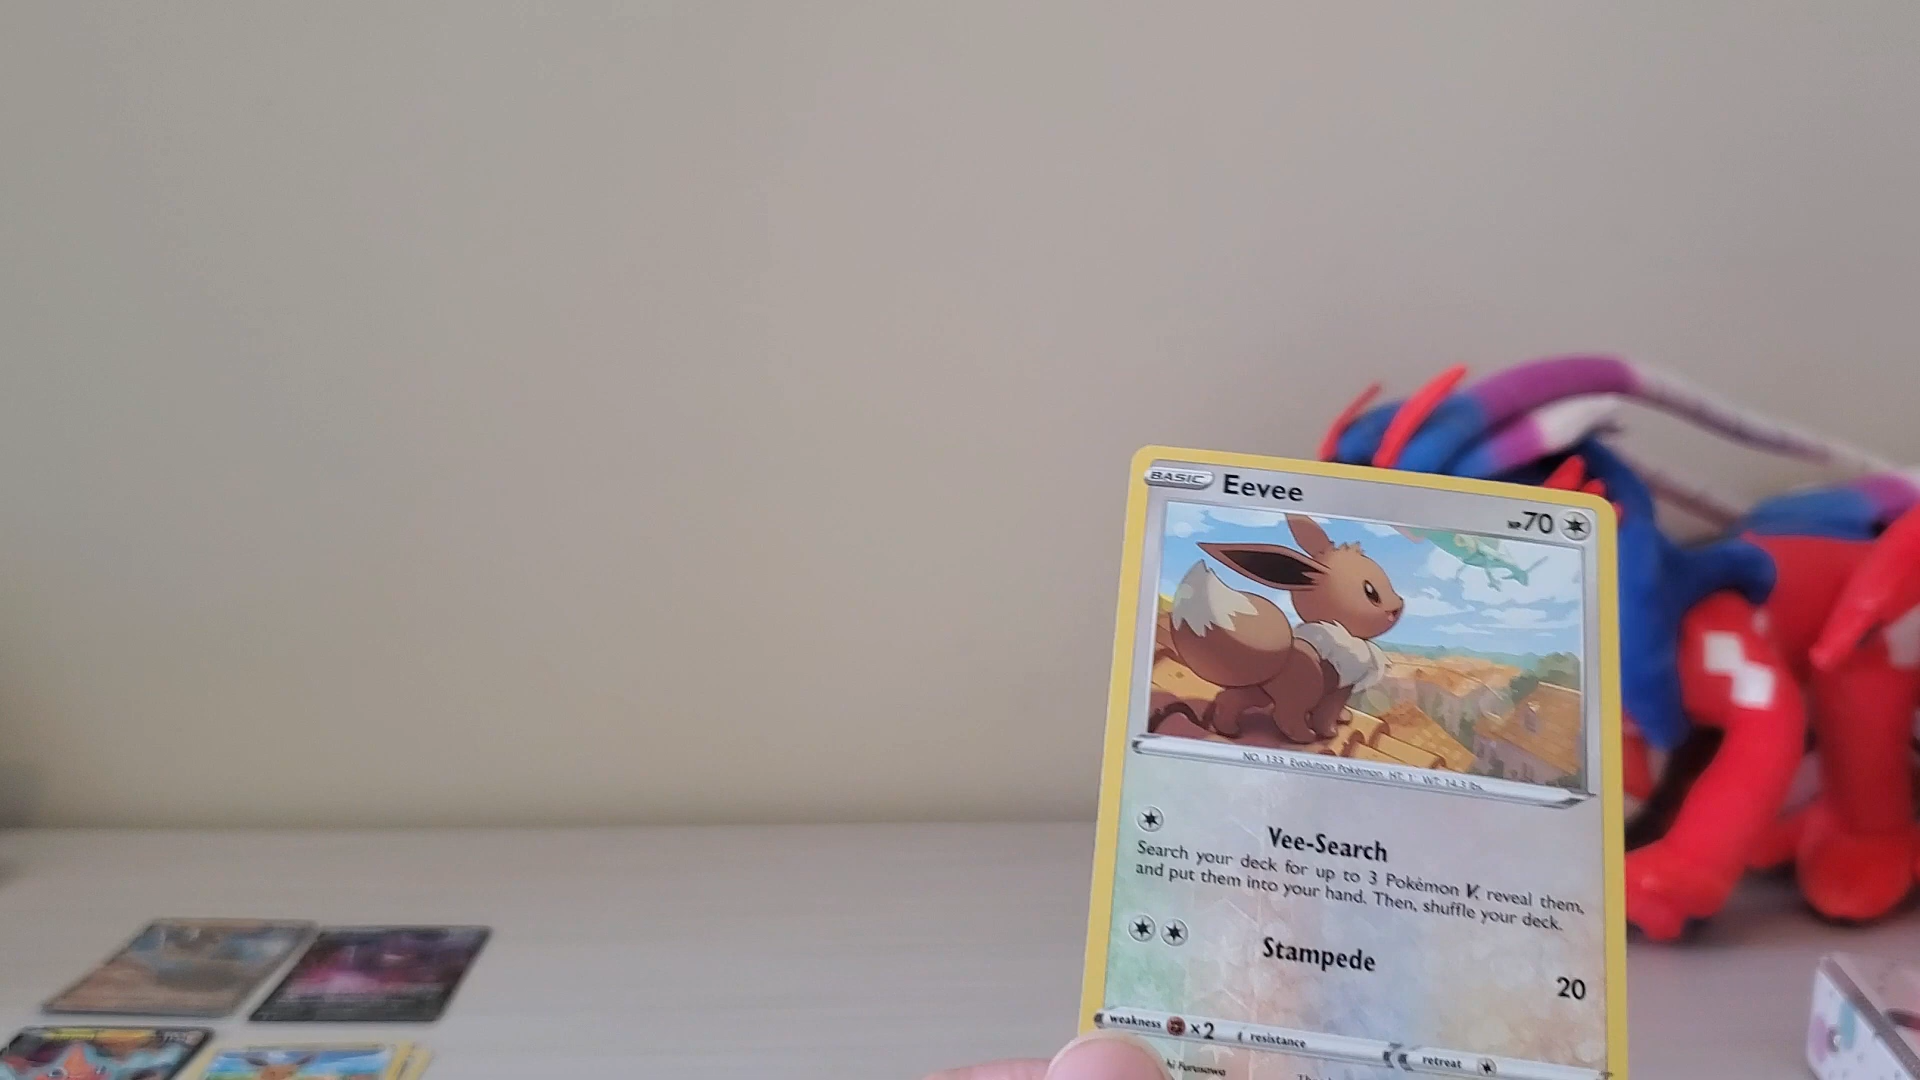 BASIC Eevee HP70
NO. 133 Evolution Pokémon HT: 1' WT: 14.3 lbs.
Vee-Search
Search your deck for up to 3 Pokémon V, reveal them,
and put them into your hand. Then, shuffle your deck.
Stampede
20
weakness x2 resistance retreat